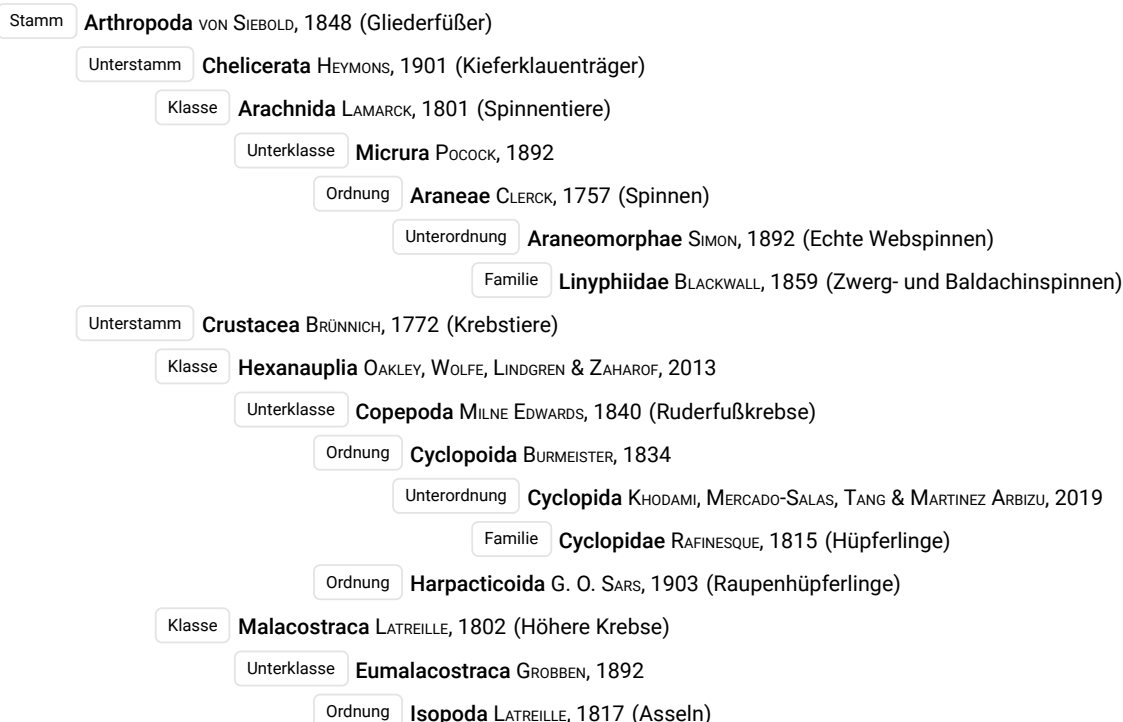 Stamm Arthropoda von Siebold, 1848 (Gliederfüßer)
Unterstamm Chelicerata Heymons, 1901 (Kieferklauenträger)
Klasse Arachnida Lamarck, 1801 (Spinnentiere)
Unterklasse Micrura Pocock, 1892
Ordnung Araneae Clerck, 1757 (Spinnen)
Unterordnung Araneomorphae Simon, 1892 (Echte Webspinnen)
Familie Linyphiidae Blackwall, 1859 (Zwerg- und Baldachinspinnen)
Unterstamm Crustacea Brünnich, 1772 (Krebstiere)
Klasse Hexanauplia Oakley, Wolfe, Lindgren & Zaharof, 2013
Unterklasse Copepoda Milne Edwards, 1840 (Ruderfußkrebse)
Ordnung Cyclopoida Burmeister, 1834
Unterordnung Cyclopida Khodami, Mercado-Salas, Tang & Martinez Arbizu, 2019
Familie Cyclopidae Rafinesque, 1815 (Hüpferlinge)
Ordnung Harpacticoida G. O. Sars, 1903 (Raupenhüpferlinge)
Klasse Malacostraca Latreille, 1802 (Höhere Krebse)
Unterklasse Eumalacostraca Grobben, 1892
Ordnung Isopoda Latreille, 1817 (Asseln)